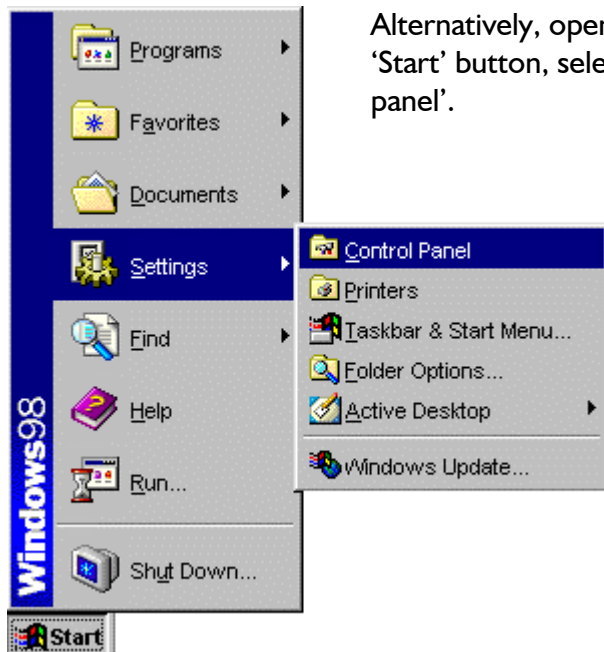 Alternatively, open
‘Start’ button, sele
panel’.
Programs
Favorites
Documents
Settings
Find
Help
Run...
Shut Down...
Windows98
Start
Control Panel
Printers
Taskbar & Start Menu...
Folder Options...
Active Desktop
Windows Update...